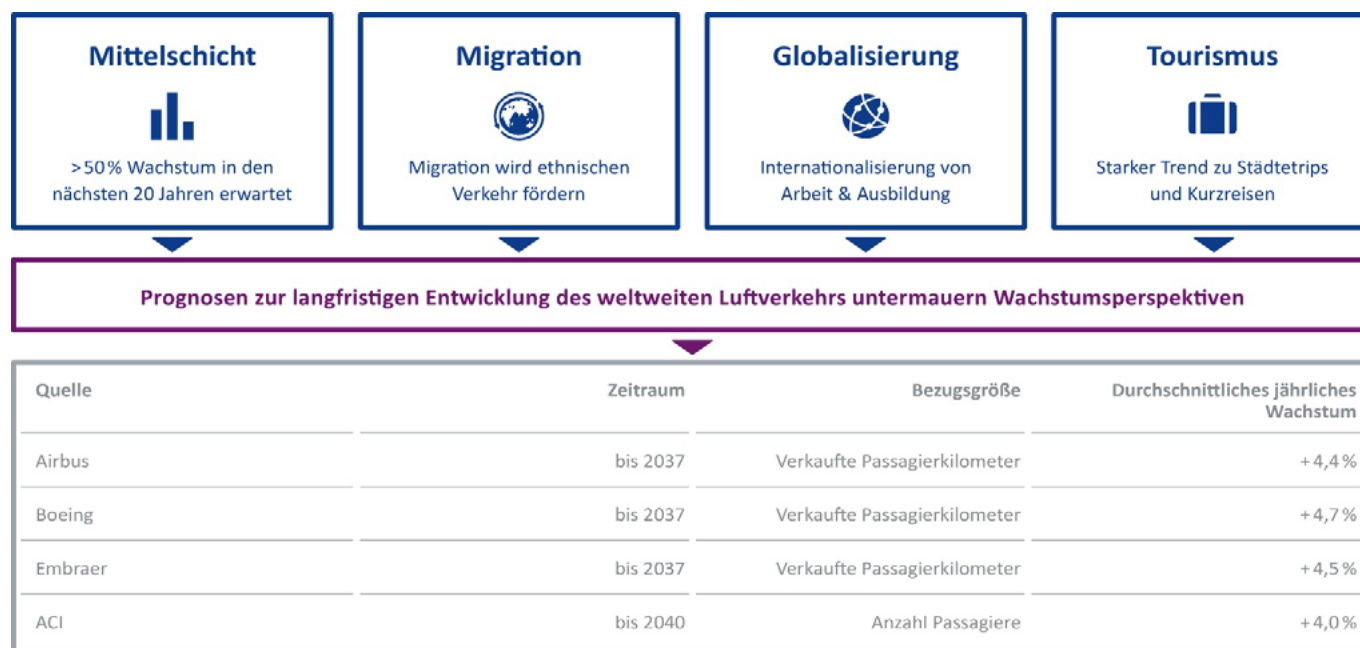 Mittelschicht
>50% Wachstum in den
nächsten 20 Jahren erwartet
Migration
Migration wird ethnischen
Verkehr fördern
Globalisierung
Internationalisierung von
Arbeit & Ausbildung
Tourismus
Starker Trend zu Städtetrips
und Kurzreisen
Prognosen zur langfristigen Entwicklung des weltweiten Luftverkehrs untermauern Wachstumsperspektiven
Quelle Zeitraum Bezugsgröße Durchschnittliches jährliches
Wachstum
Airbus bis 2037 Verkaufte Passagierkilometer +4,4%
Boeing bis 2037 Verkaufte Passagierkilometer +4,7%
Embraer bis 2037 Verkaufte Passagierkilometer +4,5%
ACI bis 2040 Anzahl Passagiere +4,0%